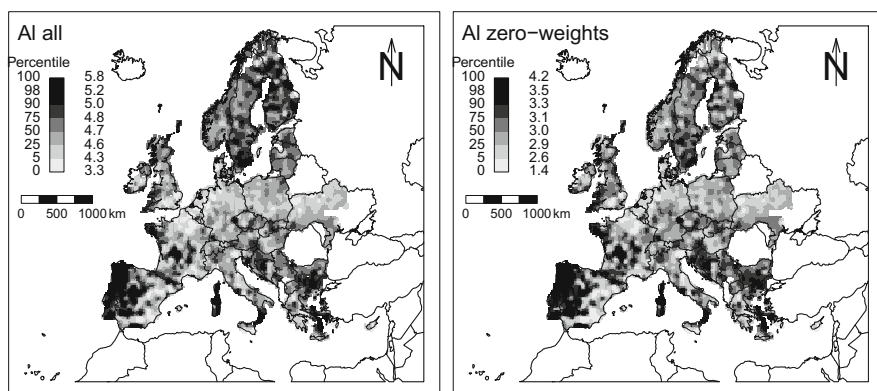 Al all
Percentile
100 5.8
98 5.2
90 5.0
75 4.8
50 4.7
25 4.6
5 4.3
0 3.3
0 500 1000 km
N
Al zero−weights
Percentile
100 4.2
98 3.5
90 3.3
75 3.1
50 3.0
25 2.9
5 2.6
0 1.4
0 500 1000 km
N